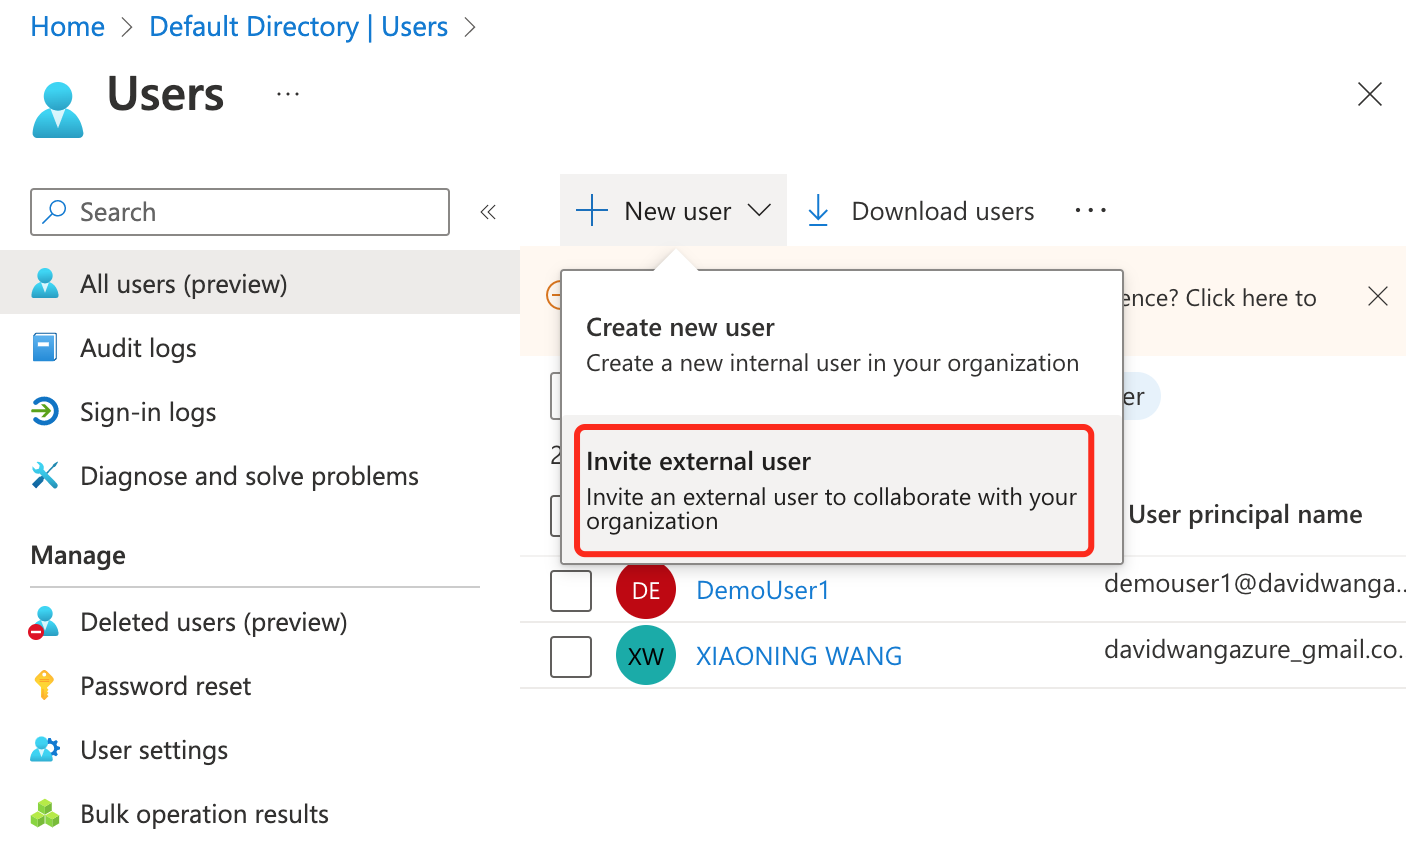 Home > Default Directory | Users >
Users ...
Search «
New user Download users ...
All users (preview)
Audit logs
Sign-in logs
Diagnose and solve problems
Manage
Deleted users (preview)
Password reset
User settings
Bulk operation results
ence? Click here to
Create new user
Create a new internal user in your organization
er
2
Invite external user
Invite an external user to collaborate with your
organization
User principal name
DE DemoUser1 demouser1@davidwanga..
XW XIAONING WANG davidwangazure_gmail.co.